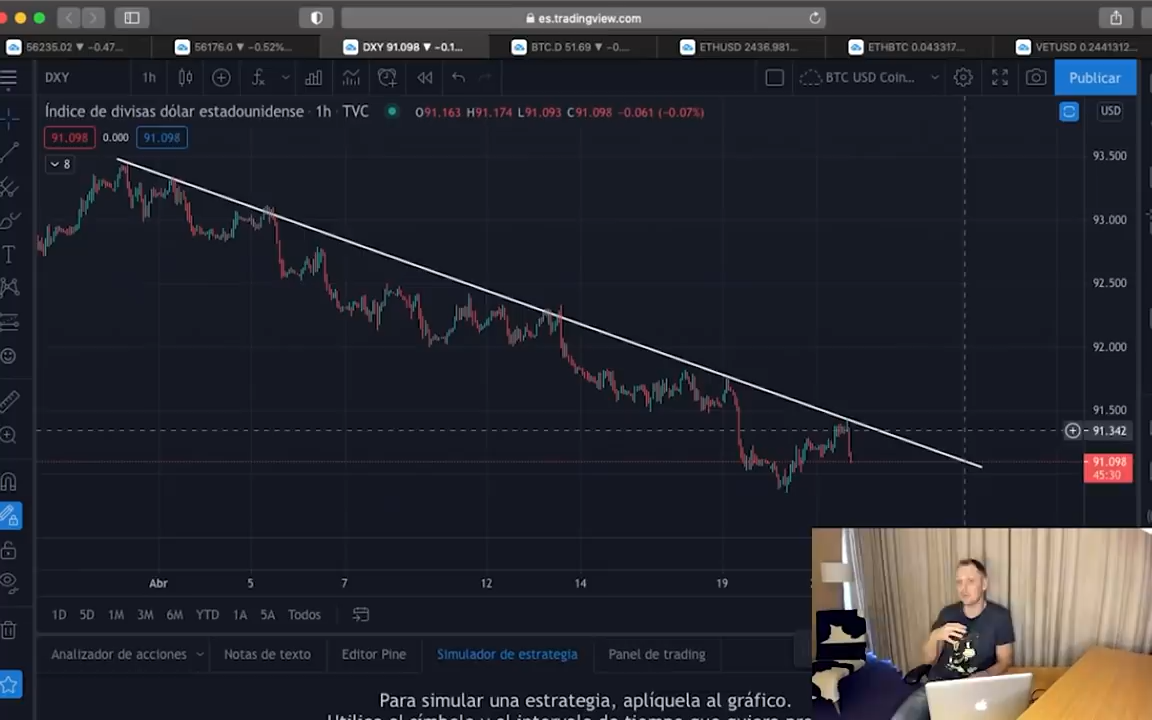 es.tradingview.com
56235.02 ▼ −0.47...
56176.0 ▼ −0.52%...
DXY 91.098 ▼ −0.1...
BTC.D 51.69 ▼ −0....
ETHUSD 2436.981...
ETHBTC 0.043317...
VETUSD 0.2441312...
DXY
1h
BTC USD Coin...
Publicar
Índice de divisas dólar estadounidense · 1h · TVC
O91.163 H91.174 L91.093 C91.098 −0.061 (−0.07%)
USD
91.098
0.000
91.098
8
93.500
93.000
92.500
92.000
91.500
91.342
91.098
45:30
Abr
5
7
12
14
19
1D 5D 1M 3M 6M YTD 1A 5A Todos
Analizador de acciones
Notas de texto
Editor Pine
Simulador de estrategia
Panel de trading
Para simular una estrategia, aplíquela al gráfico.